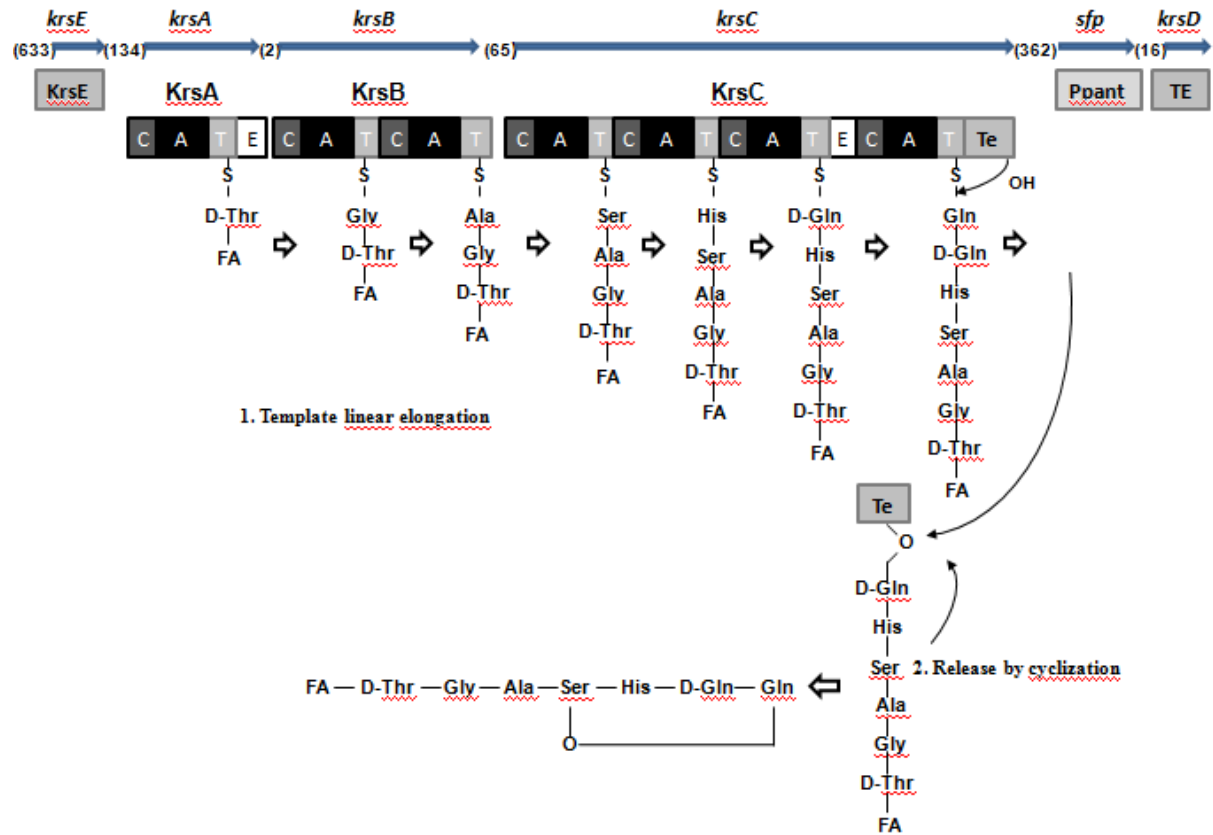 krsE krsA krsB krsC sfp krsD
(633) (134) (2) (65) (362) (16)
KrsE KrsA KrsB KrsC Ppant TE
C A T E C A T C A T C A T C A T C A T E C A T Te
S S S S S S OH
D-Thr Gly Ala Ser His D-Gln Gln
FA D-Thr Gly Ala Ser His D-Gln
FA D-Thr Gly Ala Ser His
FA D-Thr Gly Ala Ser
FA D-Thr Gly Ala
1. Template linear elongation
FA D-Thr Gly
FA D-Thr
FA
Te
O
D-Gln
His
Ser 2. Release by cyclization
FA D-Thr Gly Ala Ser His D-Gln Gln
Ala
O
Gly
D-Thr
FA